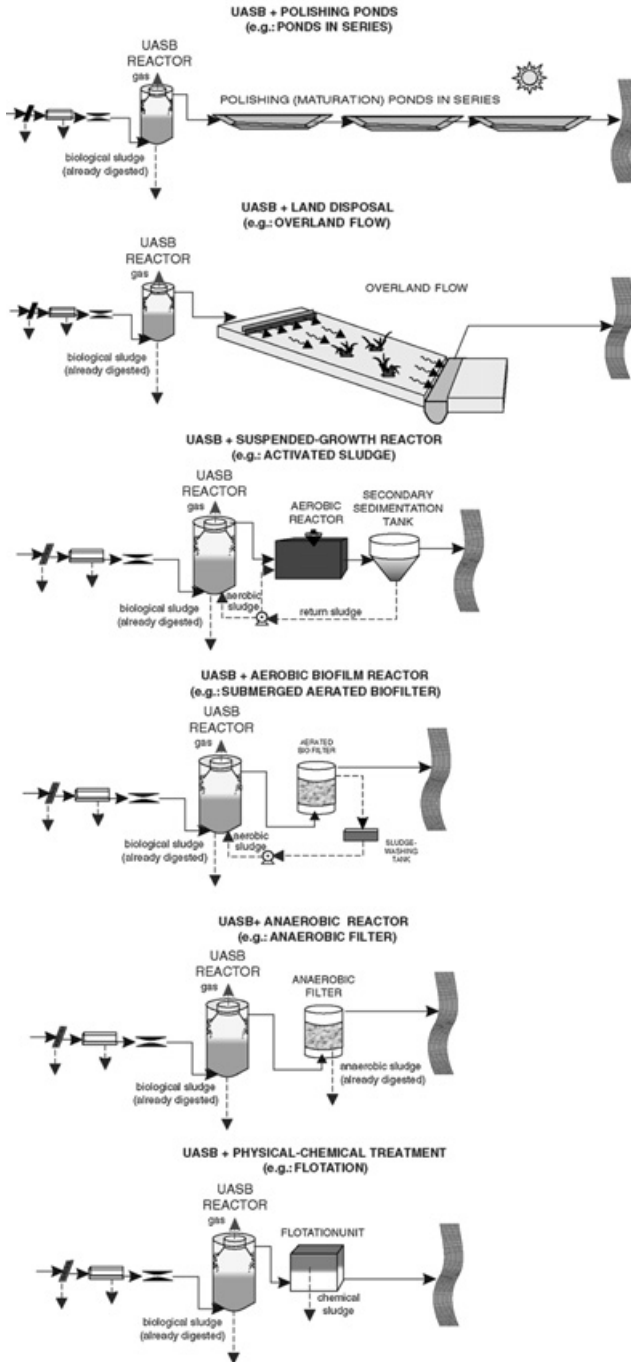 UASB + POLISHING PONDS
(e.g.: PONDS IN SERIES)
UASB
REACTOR
gas
POLISHING (MATURATION) PONDS IN SERIES
biological sludge
(already digested)
UASB + LAND DISPOSAL
(e.g.: OVERLAND FLOW)
UASB
REACTOR
gas
OVERLAND FLOW
biological sludge
(already digested)
UASB + SUSPENDED-GROWTH REACTOR
(e.g.: ACTIVATED SLUDGE)
UASB
REACTOR
gas
AEROBIC
REACTOR
SECONDARY
SEDIMENTATION
TANK
biological sludge
(already digested)
aerobic
sludge
return sludge
UASB + AEROBIC BIOFILM REACTOR
(e.g.: SUBMERGED AERATED BIOFILTER)
UASB
REACTOR
gas
AERATED
BIOFILTER
biological sludge
(already digested)
aerobic
sludge
SLUDGE-
WASHING
TANK
UASB+ ANAEROBIC REACTOR
(e.g.: ANAEROBIC FILTER)
UASB
REACTOR
gas
ANAEROBIC
FILTER
biological sludge
(already digested)
anaerobic sludge
(already digested)
UASB + PHYSICAL-CHEMICAL TREATMENT
(e.g.: FLOTATION)
UASB
REACTOR
gas
FLOTATIONUNIT
chemical
sludge
biological sludge
(already digested)